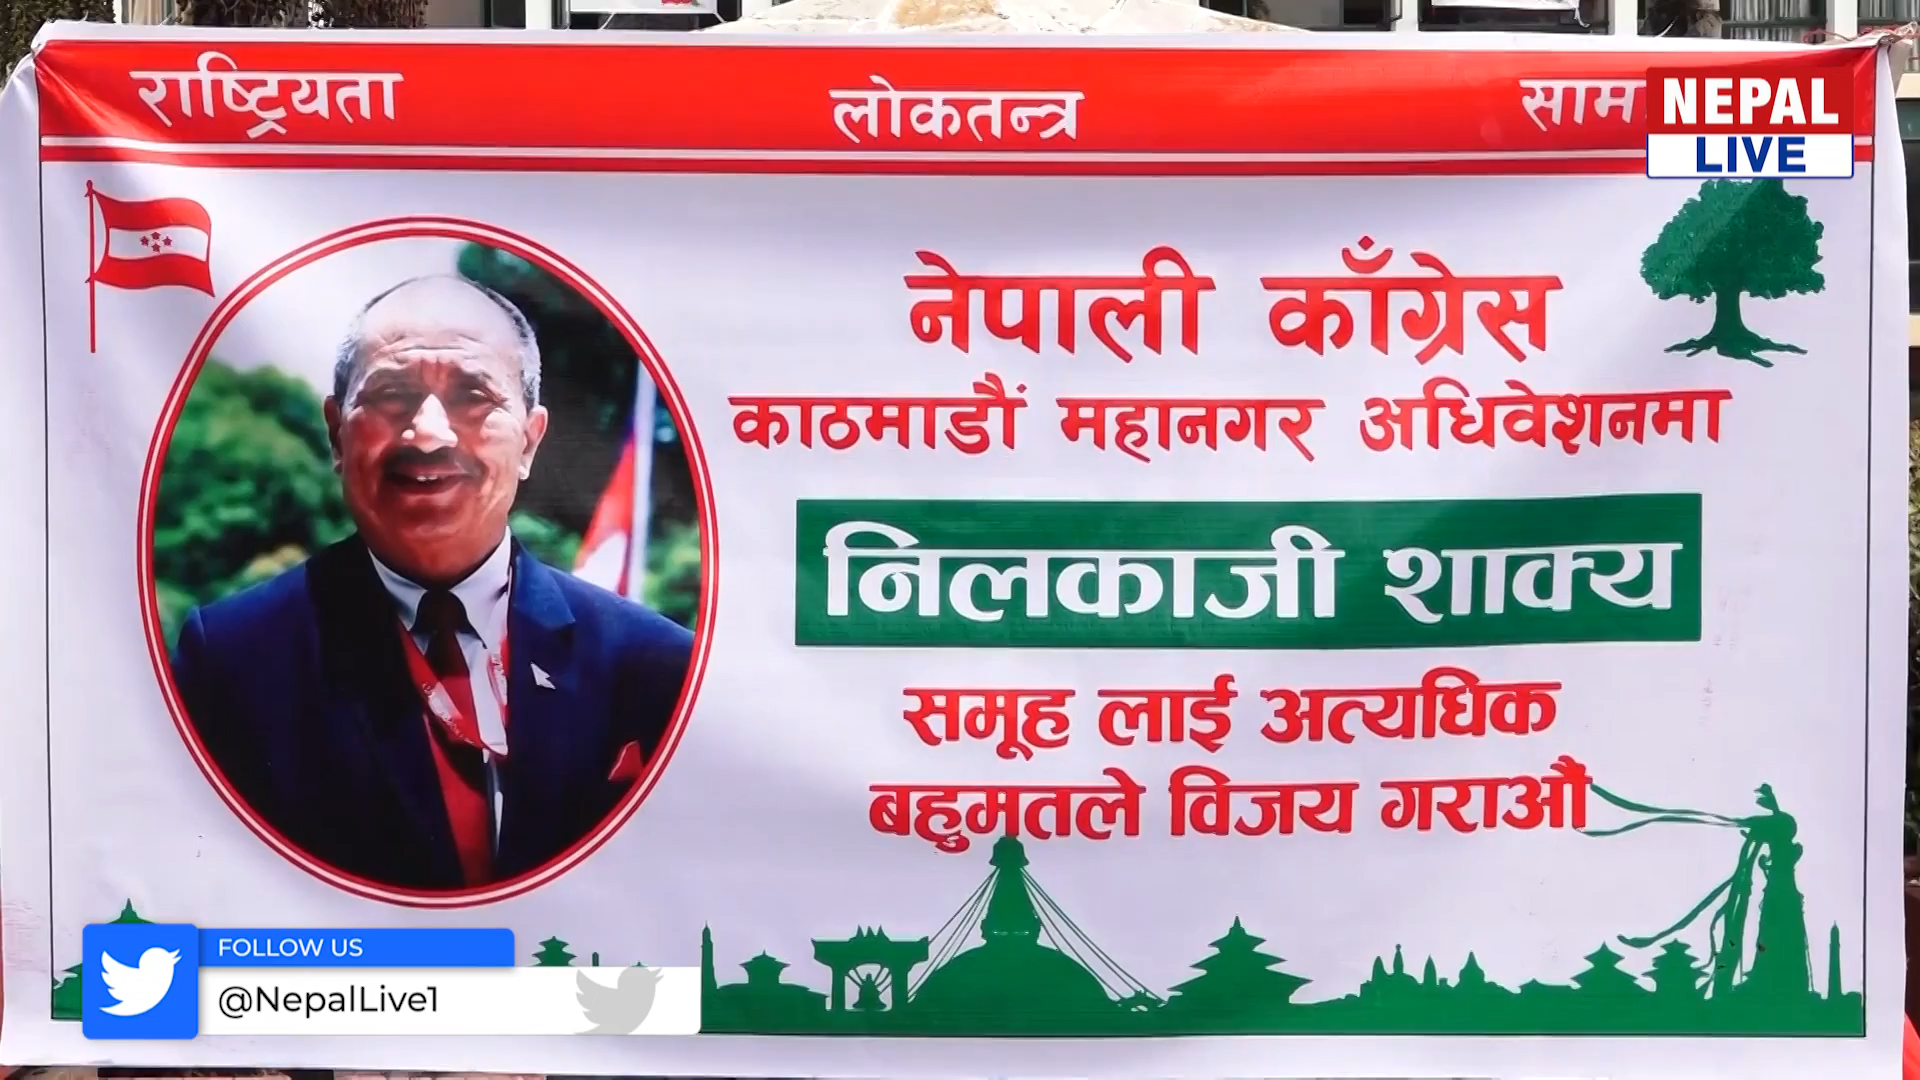 राष्ट्रियता लोकतन्त्र
NEPAL
LIVE
नेपाली काँग्रेस
काठमाडौं महानगर अधिवेशनमा
निलकाजी शाक्य
समूह लाई अत्यधिक
बहुमतले विजय गराऔं
FOLLOW US
@NepalLive1